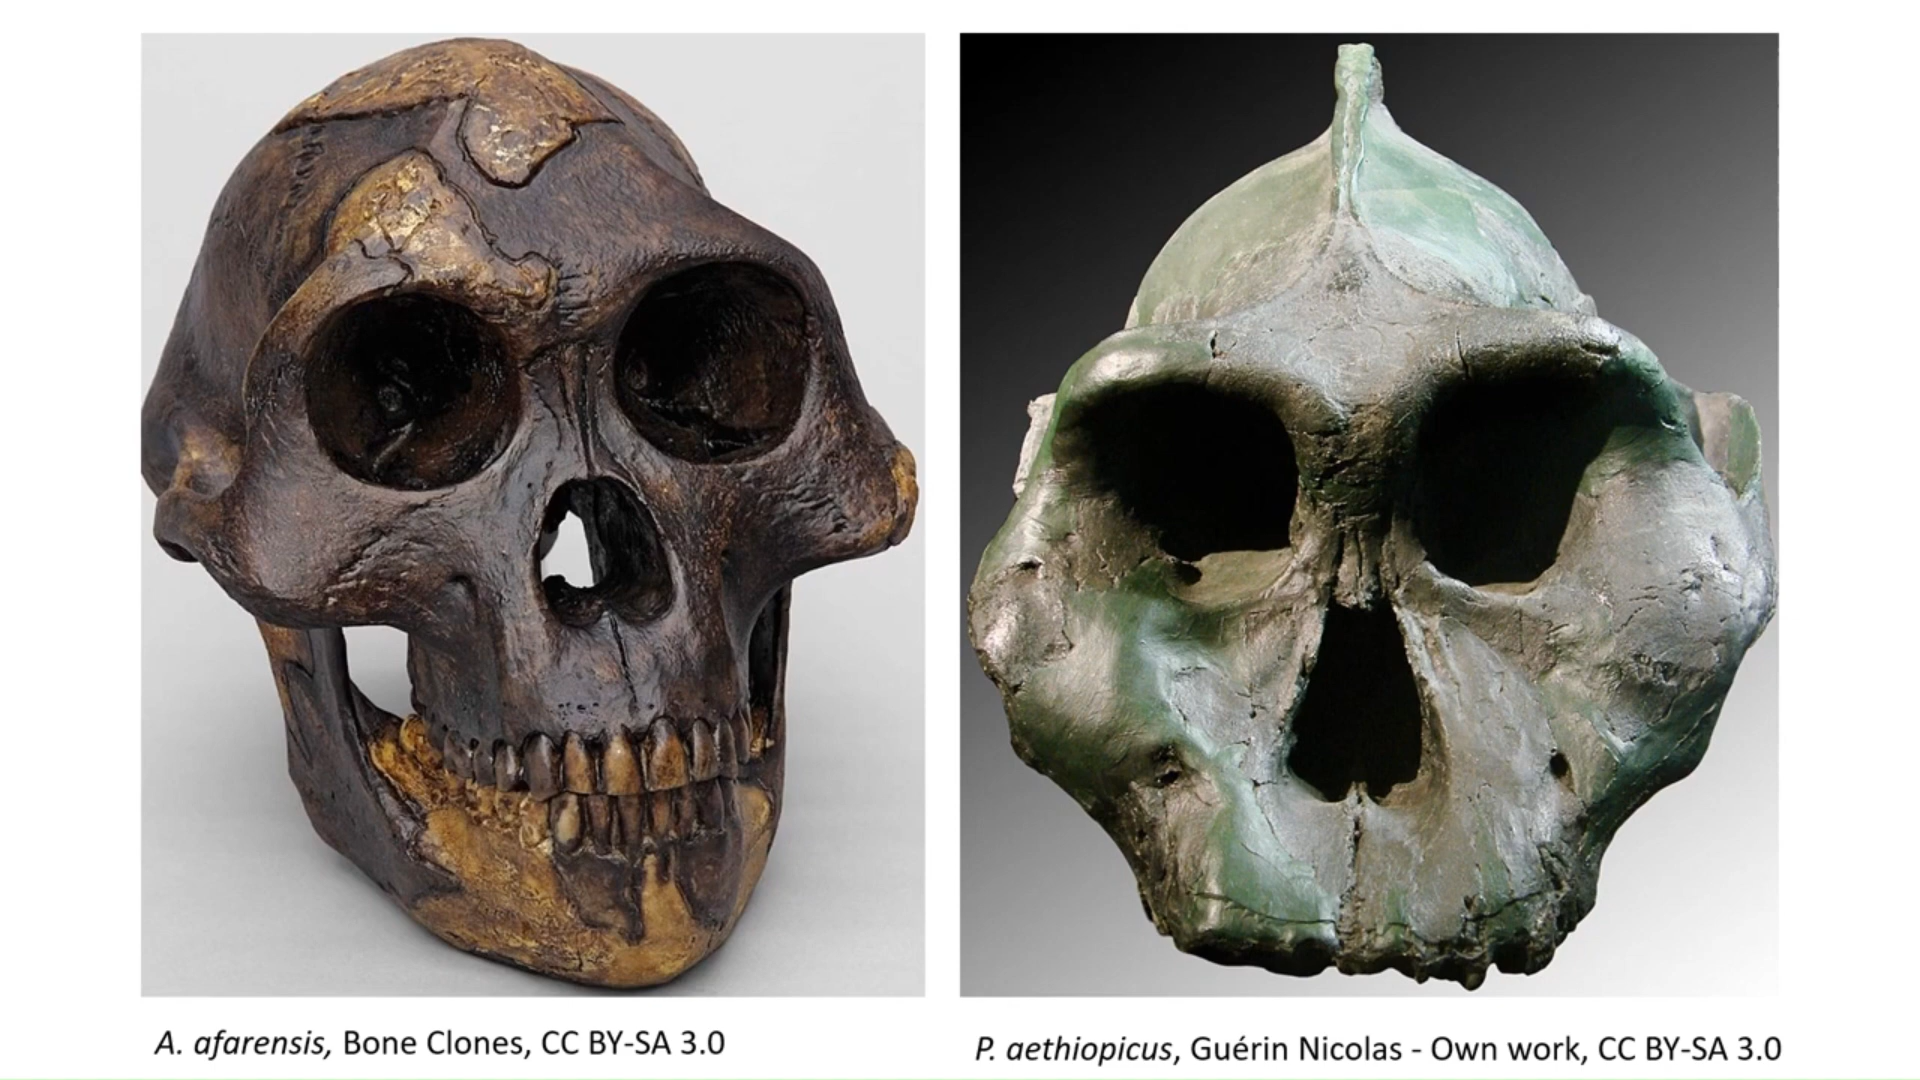 A. afarensis, Bone Clones, CC BY-SA 3.0
P. aethiopicus, Guérin Nicolas - Own work, CC BY-SA 3.0